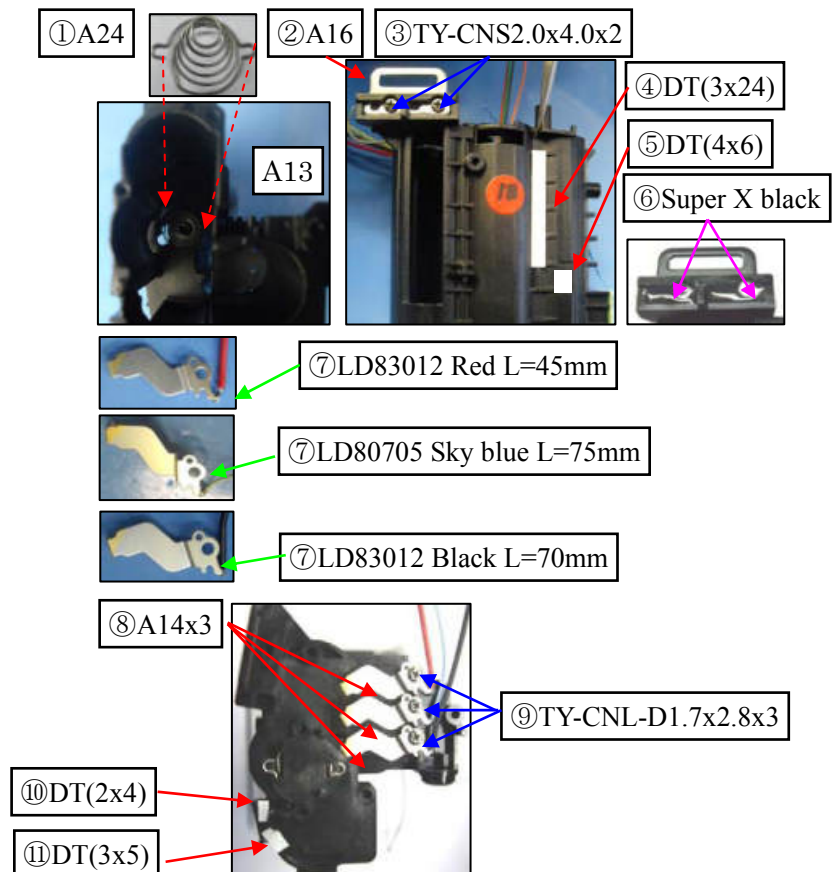 ①A24
②A16
③TY-CNS2.0x4.0x2
④DT(3x24)
⑤DT(4x6)
A13
⑥Super X black
⑦LD83012 Red L=45mm
⑦LD80705 Sky blue L=75mm
⑦LD83012 Black L=70mm
⑧A14x3
⑨TY-CNL-D1.7x2.8x3
⑩DT(2x4)
⑪DT(3x5)